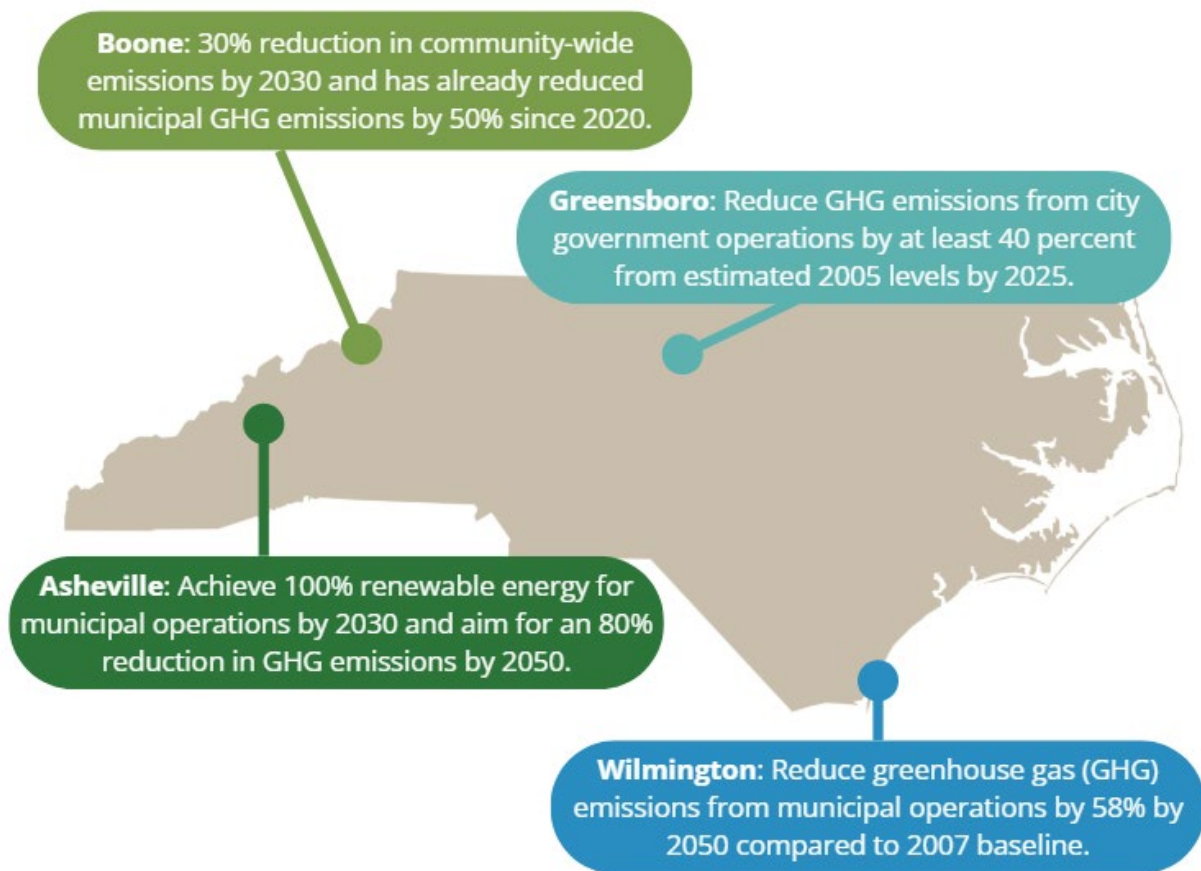 Boone: 30% reduction in community-wide
emissions by 2030 and has already reduced
municipal GHG emissions by 50% since 2020.
Greensboro: Reduce GHG emissions from city
government operations by at least 40 percent
from estimated 2005 levels by 2025.
Asheville: Achieve 100% renewable energy for
municipal operations by 2030 and aim for an 80%
reduction in GHG emissions by 2050.
Wilmington: Reduce greenhouse gas (GHG)
emissions from municipal operations by 58% by
2050 compared to 2007 baseline.